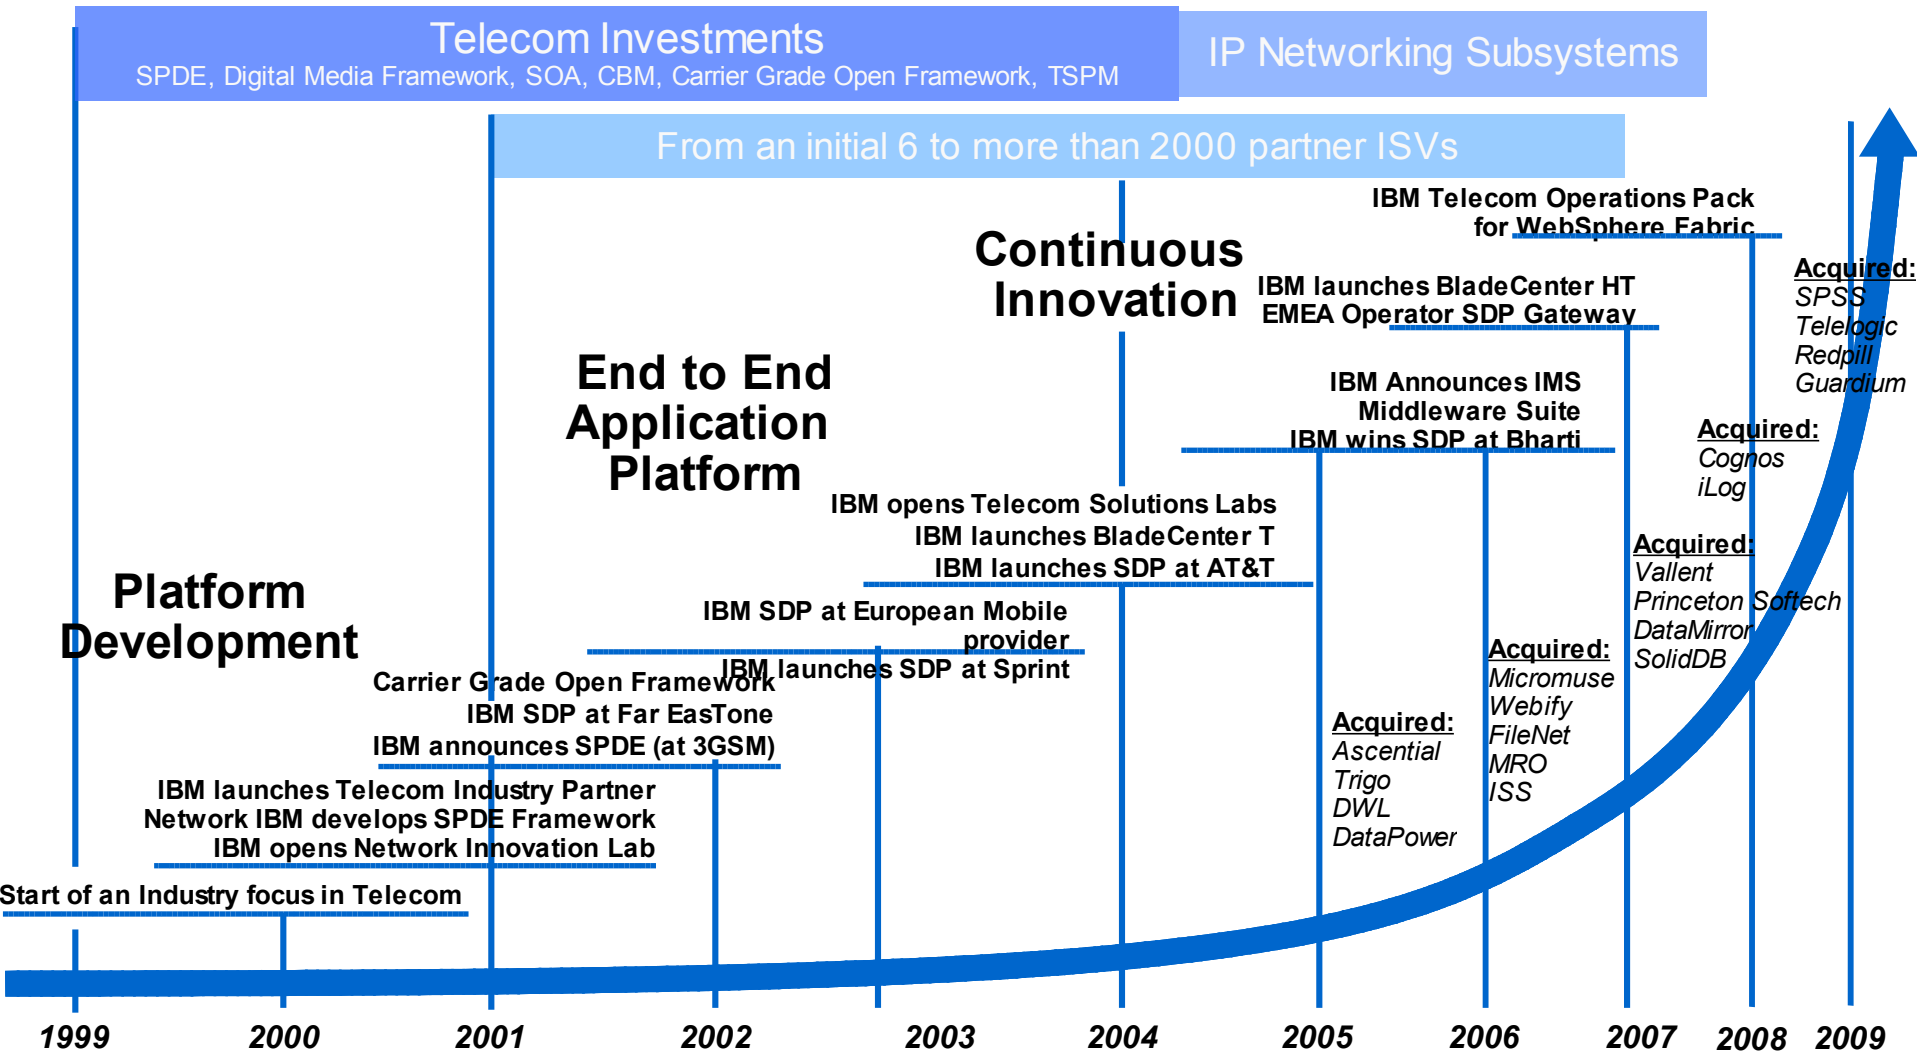 Telecom Investments
SPDE, Digital Media Framework, SOA, CBM, Carrier Grade Open Framework, TSPM
IP Networking Subsystems
From an initial 6 to more than 2000 partner ISVs
IBM Telecom Operations Pack
for WebSphere Fabric
Continuous
Innovation
IBM launches BladeCenter HT
EMEA Operator SDP Gateway
Acquired:
SPSS
Telelogic
Redpill
Guardium
End to End
Application
Platform
IBM Announces IMS
Middleware Suite
IBM wins SDP at Bharti
Acquired:
Cognos
iLog
IBM opens Telecom Solutions Labs
IBM launches BladeCenter T
IBM launches SDP at AT&T
Acquired:
Vallent
Princeton Softech
DataMirror
SolidDB
Platform
Development
IBM SDP at European Mobile
provider
IBM launches SDP at Sprint
Acquired:
Micromuse
Webify
FileNet
MRO
ISS
Carrier Grade Open Framework
IBM SDP at Far EasTone
IBM announces SPDE (at 3GSM)
Acquired:
Ascential
Trigo
DWL
DataPower
IBM launches Telecom Industry Partner
Network IBM develops SPDE Framework
IBM opens Network Innovation Lab
Start of an Industry focus in Telecom
1999
2000
2001
2002
2003
2004
2005
2006
2007
2008
2009